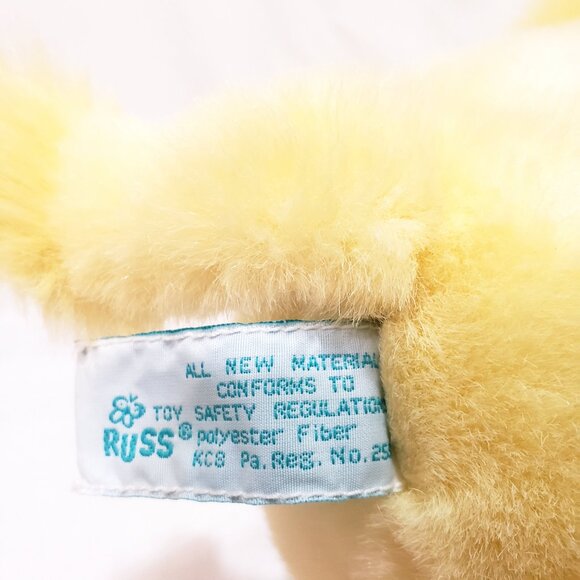 ALL NEW MATERIAL
CONFORMS TO
TOY SAFETY REGULATION
RUSS® polyester Fiber
KC8 Pa. Reg. No. 25